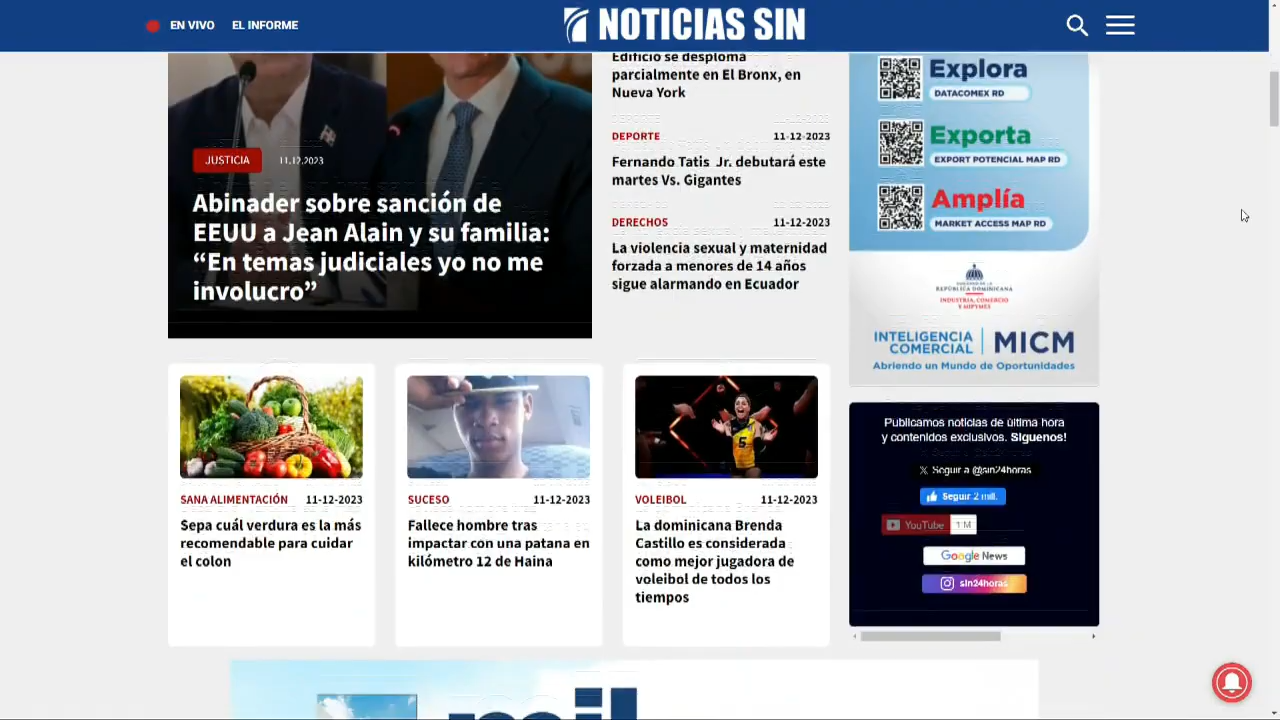 EN VIVO
EL INFORME
NOTICIAS SIN
JUSTICIA
11.12.2023
Abinader sobre sanción de
EEUU a Jean Alain y su familia:
“En temas judiciales yo no me
involucro”
Edificio se desploma
parcialmente en El Bronx, en
Nueva York
DEPORTE
11-12-2023
Fernando Tatis Jr. debutará este
martes Vs. Gigantes
DERECHOS
11-12-2023
La violencia sexual y maternidad
forzada a menores de 14 años
sigue alarmando en Ecuador
Explora
DATACOMEX RD
Exporta
EXPORT POTENCIAL MAP RD
Amplía
MARKET ACCESS MAP RD
REPÚBLICA DOMINICANA
INDUSTRIA, COMERCIO
Y MIPYMES
INTELIGENCIA
COMERCIAL
MICM
Abriendo un Mundo de Oportunidades
SANA ALIMENTACIÓN
11-12-2023
Sepa cuál verdura es la más
recomendable para cuidar
el colon
SUCESO
11-12-2023
Fallece hombre tras
impactar con una patana en
kilómetro 12 de Haina
5
VOLEIBOL
11-12-2023
La dominicana Brenda
Castillo es considerada
como mejor jugadora de
voleibol de todos los
tiempos
Publicamos noticias de última hora
y contenidos exclusivos. Síguenos!
X Seguir a @sin24horas
Seguir 2 mill.
YouTube 1 M
Google News
sin24horas
mil